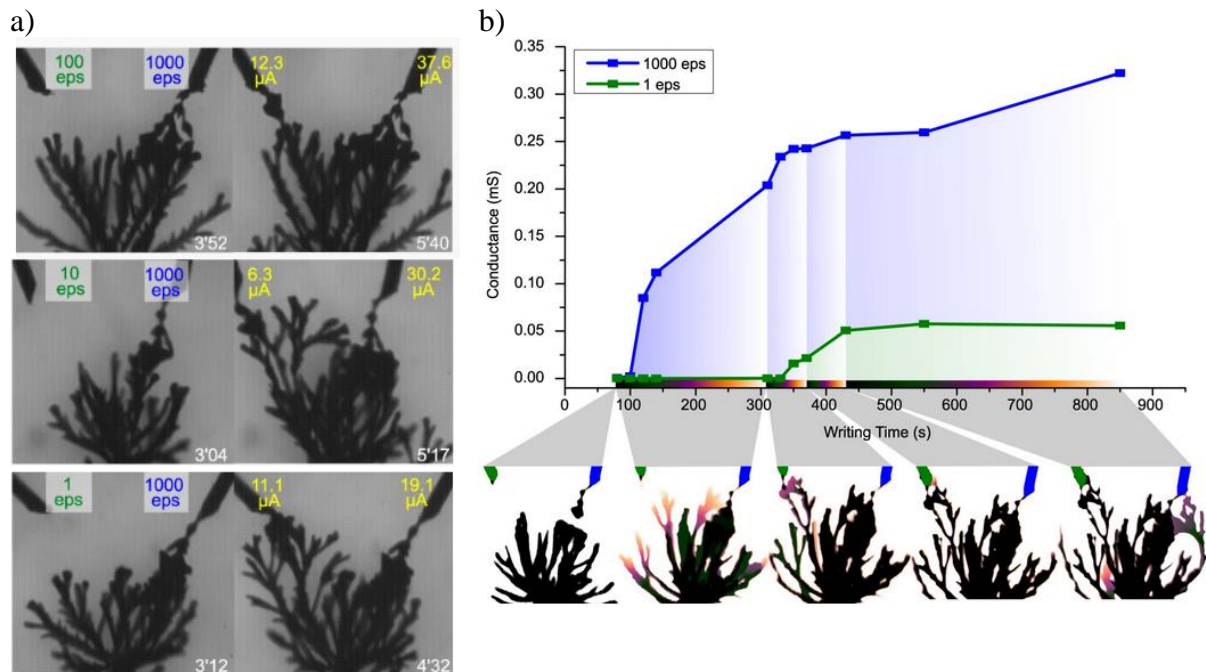 a)
100 eps
1000 eps
12.3 µA
37.6 µA
3'52
5'40
10 eps
1000 eps
6.3 µA
30.2 µA
3'04
5'17
1 eps
1000 eps
11.1 µA
19.1 µA
3'12
4'32
b)
0.35
0.30
0.25
0.20
0.15
0.10
0.05
0.00
Conductance (mS)
1000 eps
1 eps
0 100 200 300 400 500 600 700 800 900
Writing Time (s)